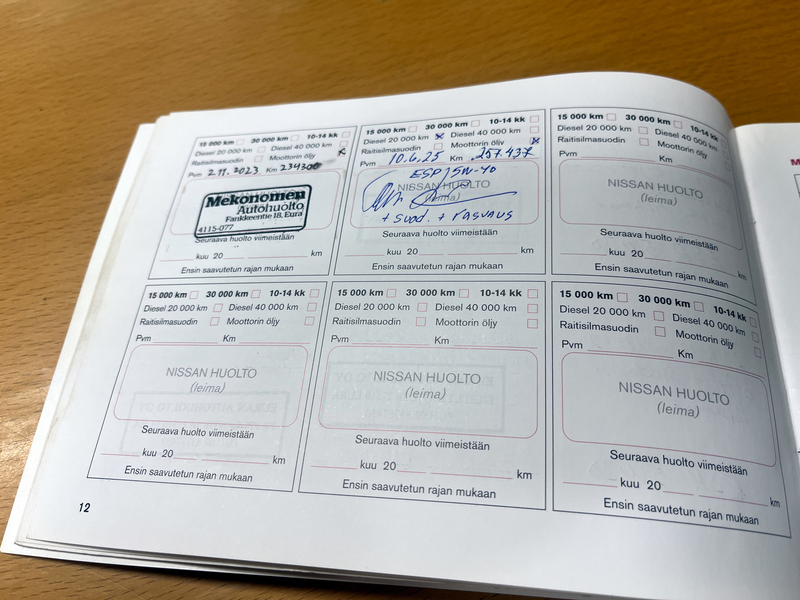 15 000 km 30 000 km 10-14 kk
Diesel 20 000 km Diesel 40 000 km
Raitisilmasuodin Moottorin öljy
Pvm 2.11.2023 Km 234300
Mekonomen
Autohuolto
Fankkeentie 18, Eura
4115-077
Seuraava huolto viimeistään
kuu 20 km
Ensin saavutetun rajan mukaan
15 000 km 30 000 km 10-14 kk
Diesel 20 000 km Diesel 40 000 km
Raitisilmasuodin Moottorin öljy
Pvm 10.6.25 Km 257.437
NISSAN HUOLTO
(leima)
+ SUOD. +
Seuraava huolto viimeistään
kuu 20 km
Ensin saavutetun rajan mukaan
15 000 km 30 000 km 10-14 kk
Diesel 20 000 km Diesel 40 000 km
Raitisilmasuodin Moottorin öljy
Pvm Km
NISSAN HUOLTO
(leima)
Seuraava huolto viimeistään
kuu 20 km
Ensin saavutetun rajan mukaan
15 000 km 30 000 km 10-14 kk
Diesel 20 000 km Diesel 40 000 km
Raitisilmasuodin Moottorin öljy
Pvm Km
NISSAN HUOLTO
(leima)
Seuraava huolto viimeistään
kuu 20 km
Ensin saavutetun rajan mukaan
15 000 km 30 000 km 10-14 kk
Diesel 20 000 km Diesel 40 000 km
Raitisilmasuodin Moottorin öljy
Pvm Km
NISSAN HUOLTO
(leima)
Seuraava huolto viimeistään
kuu 20 km
Ensin saavutetun rajan mukaan
15 000 km 30 000 km 10-14 kk
Diesel 20 000 km Diesel 40 000 km
Raitisilmasuodin Moottorin öljy
Pvm Km
NISSAN HUOLTO
(leima)
Seuraava huolto viimeistään
kuu 20 km
Ensin saavutetun rajan mukaan
12